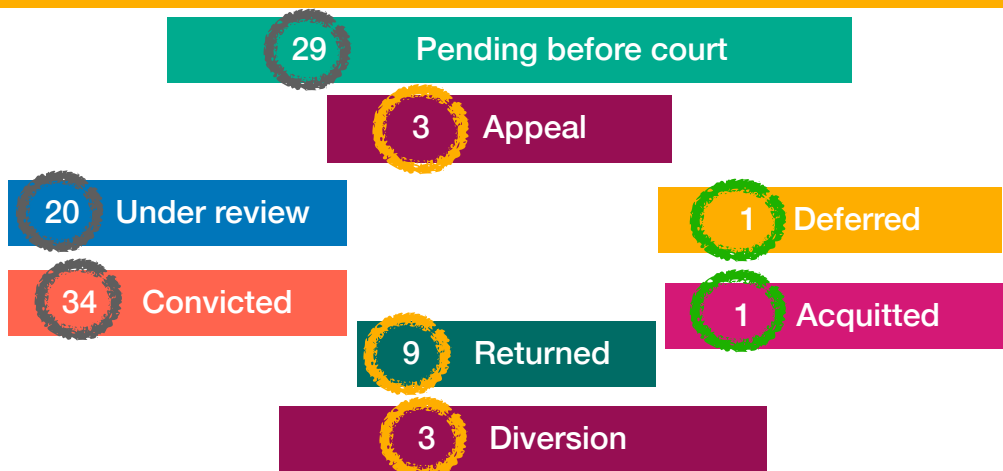 29 Pending before court
3 Appeal
20 Under review
1 Deferred
34 Convicted
1 Acquitted
9 Returned
3 Diversion